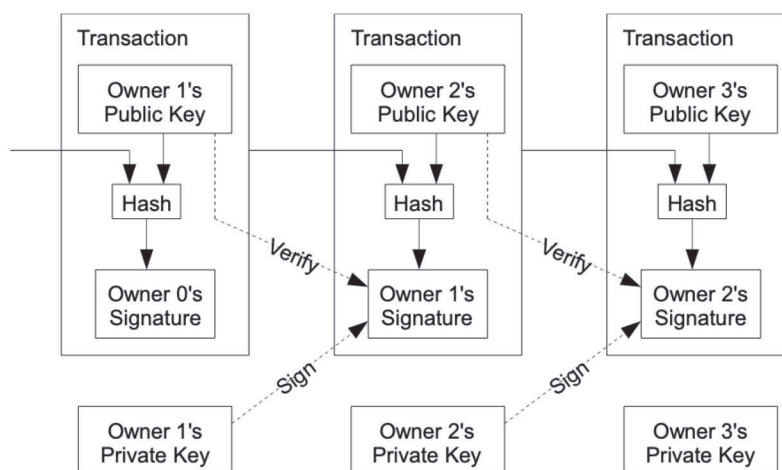 Transaction
Owner 1's
Public Key
Hash
Verify
Owner 0's
Signature
Transaction
Owner 2's
Public Key
Hash
Verify
Owner 1's
Signature
Transaction
Owner 3's
Public Key
Hash
Owner 2's
Signature
Sign
Sign
Owner 1's
Private Key
Owner 2's
Private Key
Owner 3's
Private Key